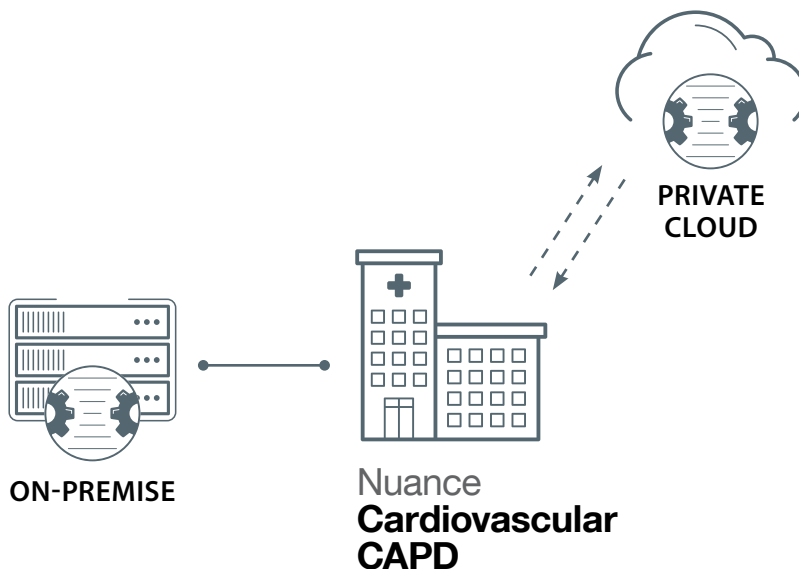 PRIVATE
CLOUD
ON-PREMISE
Nuance
Cardiovascular
CAPD